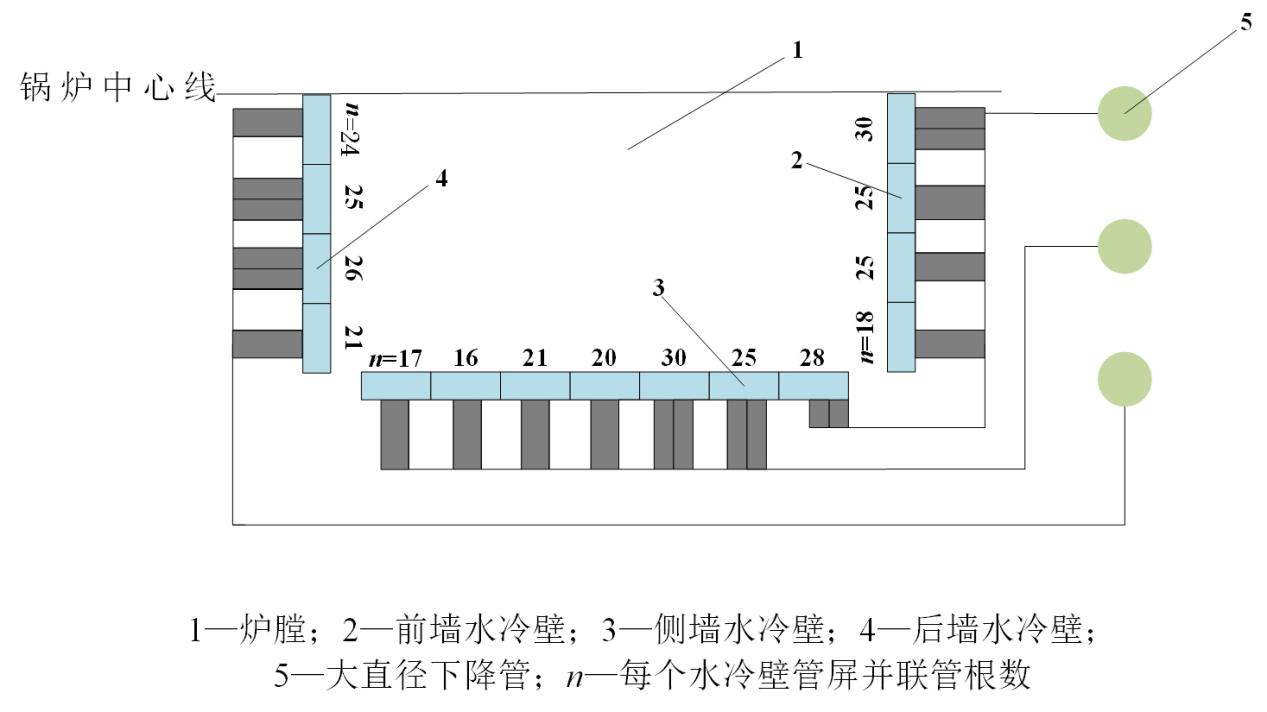 5
1
锅炉中心线
n=24
30
2
4
25
25
26
25
3
21
n=18
n=17 16 21 20 30 25 28
1—炉膛；2—前墙水冷壁；3—侧墙水冷壁；4—后墙水冷壁；
5—大直径下降管；n—每个水冷壁管屏并联管根数